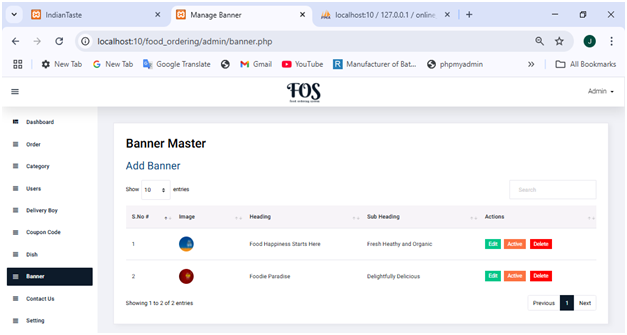 IndianTaste
Manage Banner
localhost:10 / 127.0.0.1 / online
localhost:10/food_ordering/admin/banner.php
New Tab
New Tab
Google Translate
Gmail
YouTube
Manufacturer of Bat...
phpmyadmin
All Bookmarks
J
FOS
food ordering system
Admin
Dashboard
Order
Category
Users
Delivery Boy
Coupon Code
Dish
Banner
Contact Us
Setting
Banner Master
Add Banner
Show 10 entries
Search
S.No # Image Heading Sub Heading Actions
1 Food Happiness Starts Here Fresh Heathy and Organic Edit Active Delete
2 Foodie Paradise Delightfully Delicious Edit Active Delete
Showing 1 to 2 of 2 entries
Previous 1 Next